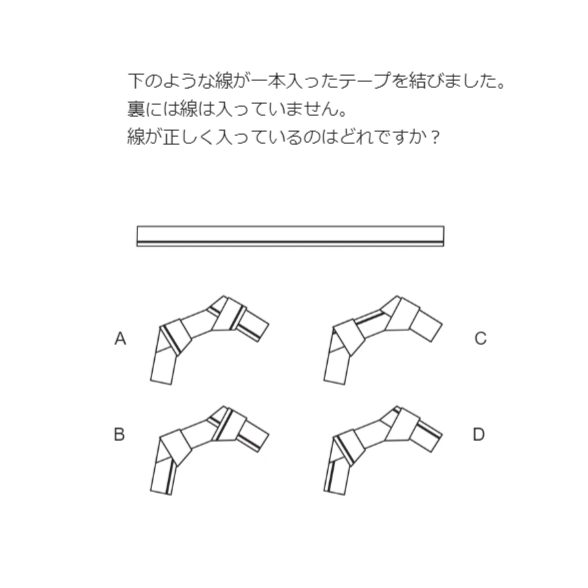 下のような線が一本入ったテープを結びました。
裏には線は入っていません。
線が正しく入っているのはどれですか？
A
C
B
D